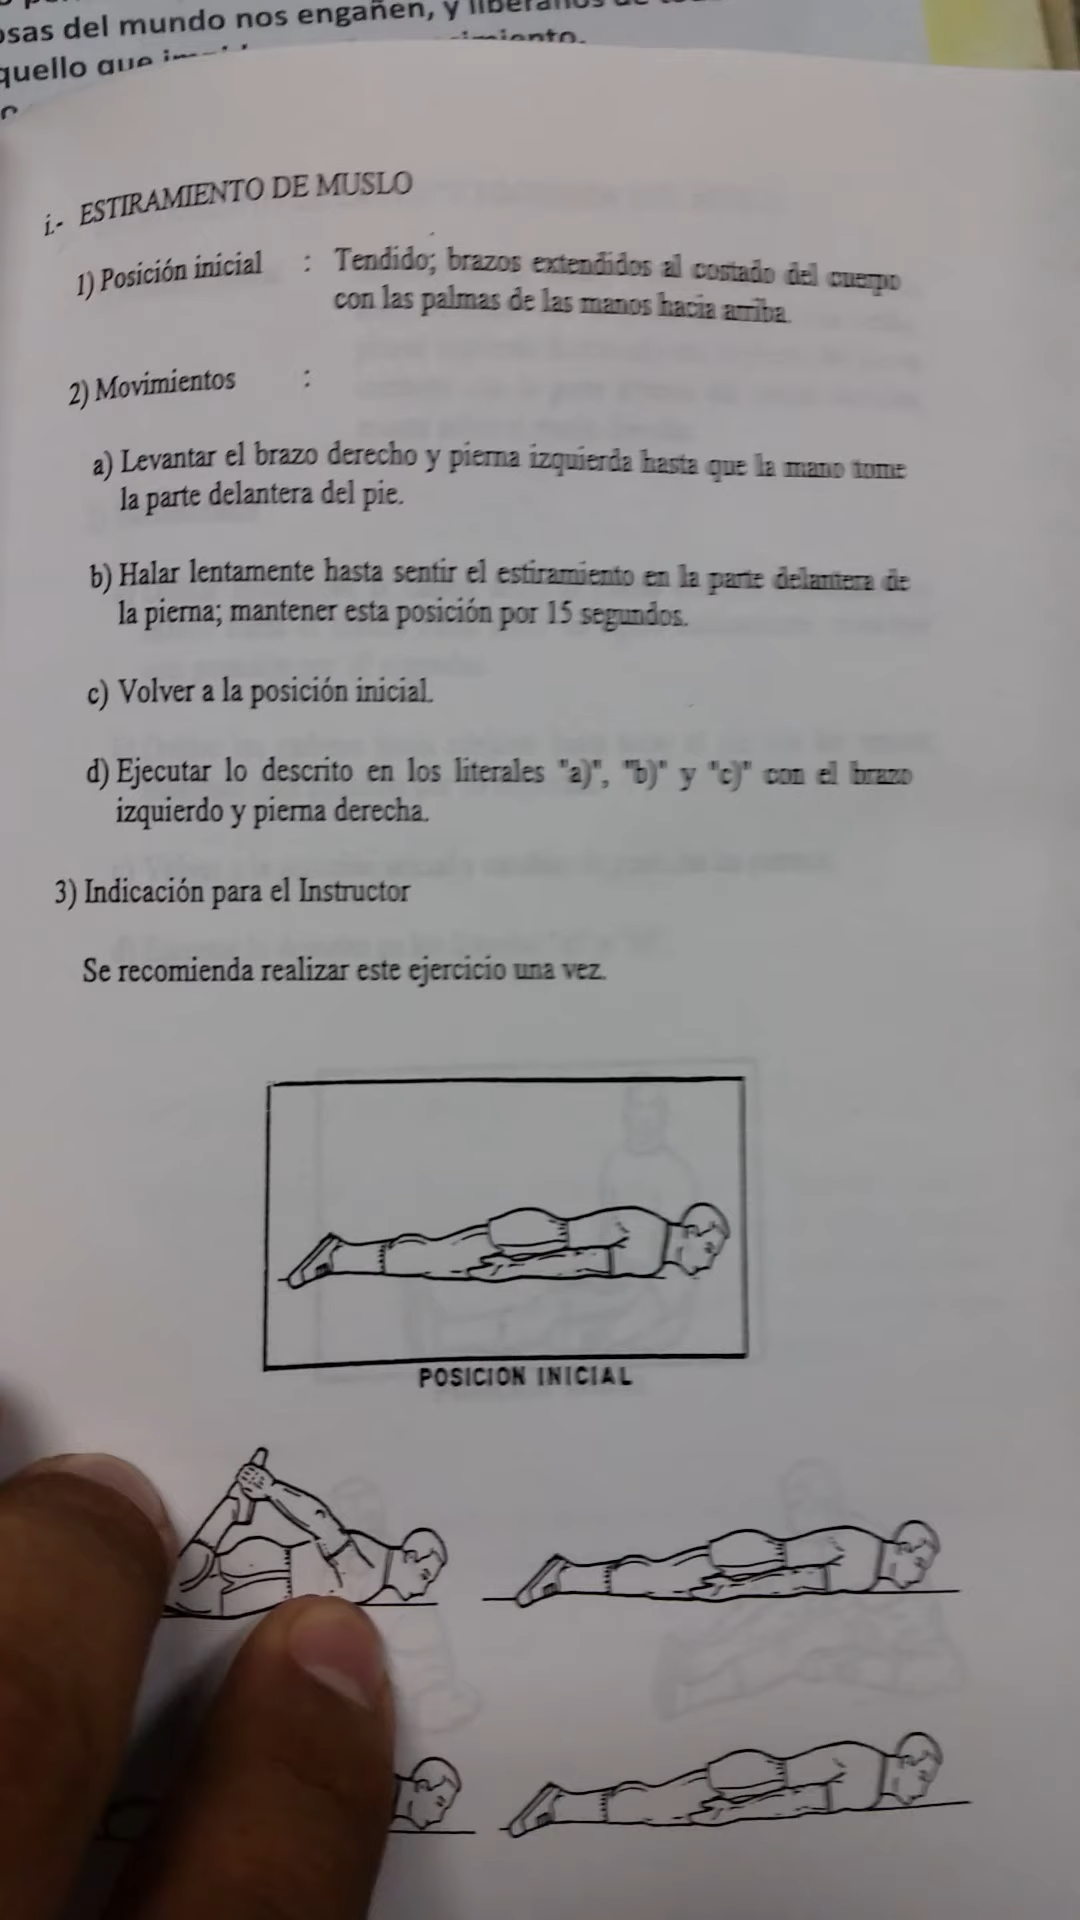 osas del mundo nos engañen, y
quello que
i.- ESTIRAMIENTO DE MUSLO
1) Posición inicial : Tendido; brazos extendidos al costado del cuerpo
con las palmas de las manos hacia arriba.
2) Movimientos :
a) Levantar el brazo derecho y pierna izquierda hasta que la mano tome
la parte delantera del pie.
b) Halar lentamente hasta sentir el estiramiento en la parte delantera de
la pierna; mantener esta posición por 15 segundos.
c) Volver a la posición inicial.
d) Ejecutar lo descrito en los literales "a)", "b)" y "c)" con el brazo
izquierdo y pierna derecha.
3) Indicación para el Instructor
Se recomienda realizar este ejercicio una vez.
POSICION INICIAL